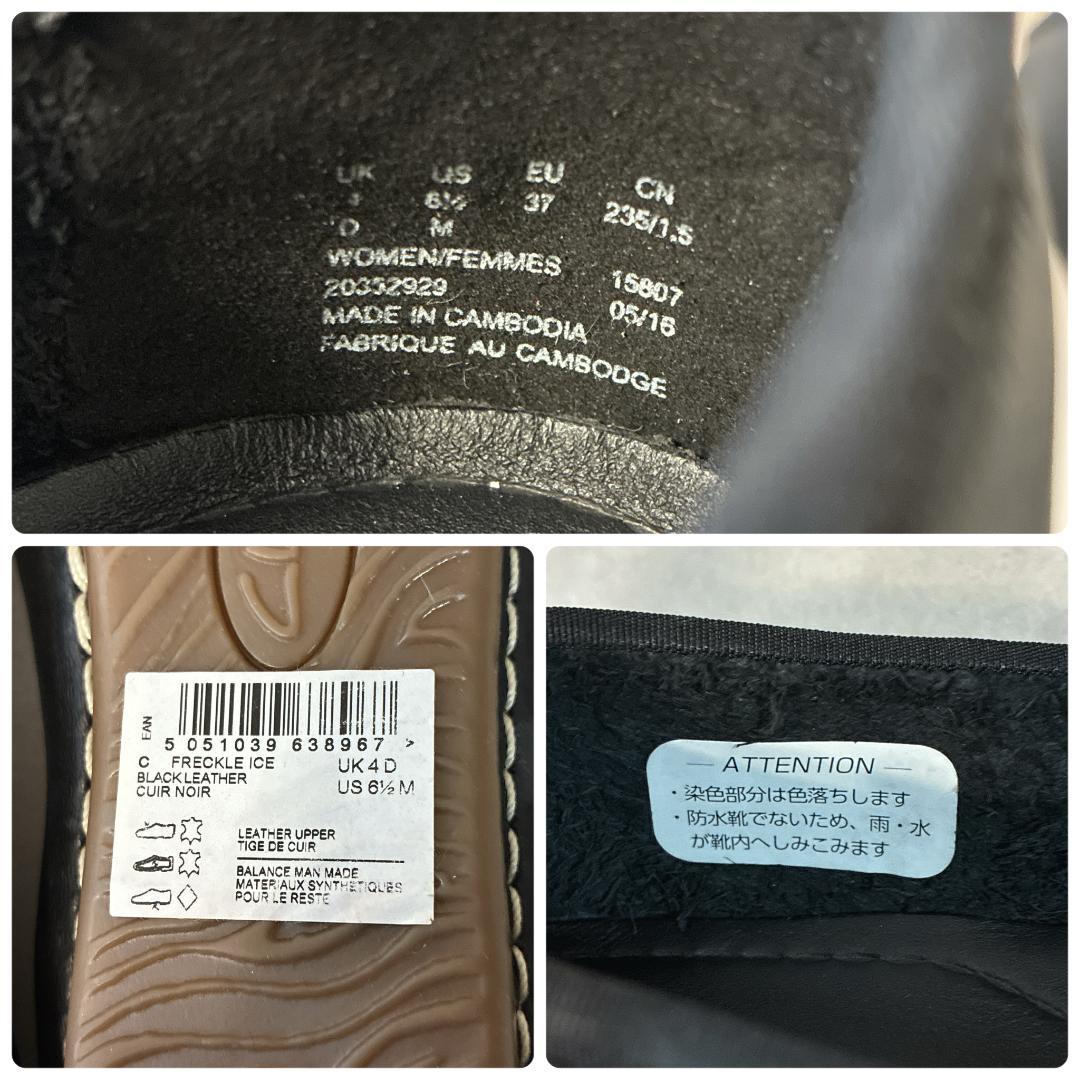 UK US EU CN
4 6½ 37 235/1.5
D M
WOMEN/FEMMES 15807
20352929 05/16
MADE IN CAMBODIA
FABRIQUE AU CAMBODGE
EAN
5 051039 638967 >
C FRECKLE ICE UK 4 D
BLACK LEATHER US 6½ M
CUIR NOIR
LEATHER UPPER
TIGE DE CUIR
BALANCE MAN MADE
MATERIAUX SYNTHETIQUES
POUR LE RESTE
ATTENTION
・染色部分は色落ちします
・防水靴でないため、雨・水
が靴内へしみこみます